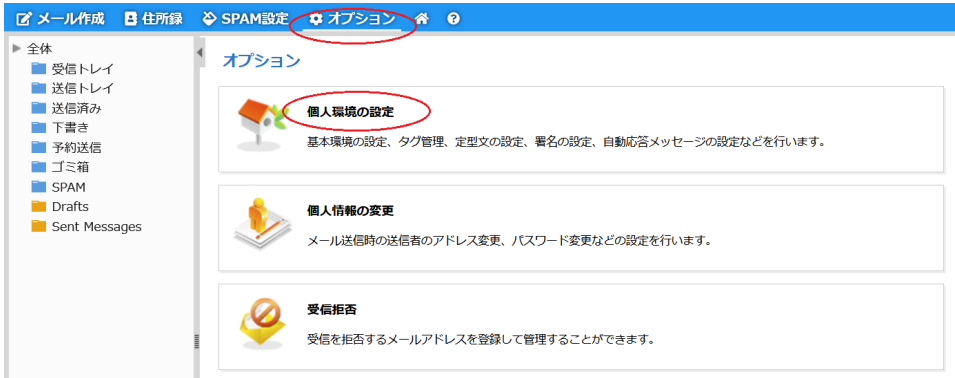 メール作成 住所録 SPAM設定 オプション
全体
受信トレイ
送信トレイ
送信済み
下書き
予約送信
ゴミ箱
SPAM
Drafts
Sent Messages
オプション
個人環境の設定
基本環境の設定、タグ管理、定型文の設定、署名の設定、自動応答メッセージの設定などを行います。
個人情報の変更
メール送信時の送信者のアドレス変更、パスワード変更などの設定を行います。
受信拒否
受信を拒否するメールアドレスを登録して管理することができます。